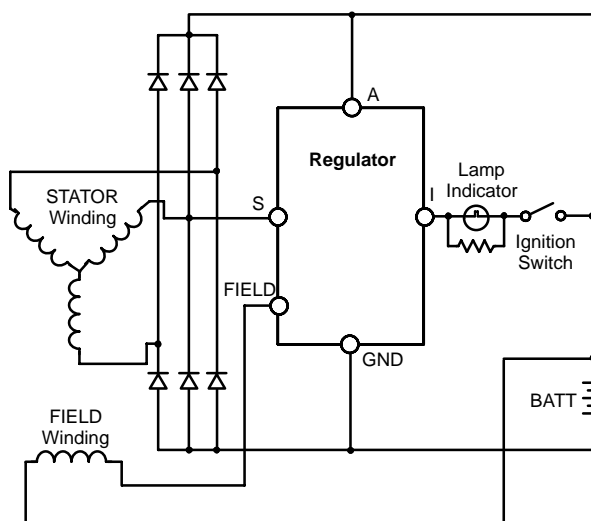 A
Regulator
Lamp
Indicator
I
STATOR
Winding
S
Ignition
Switch
FIELD
GND
BATT
FIELD
Winding